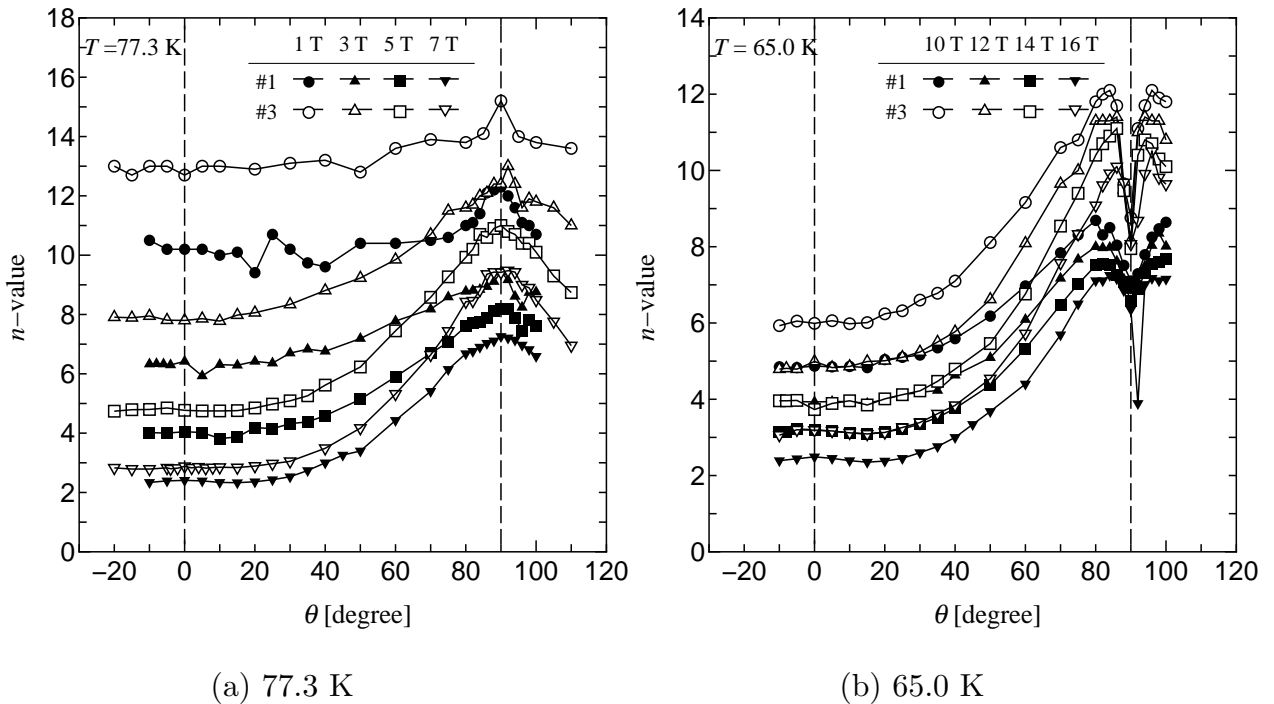 T =77.3 K
1 T 3 T 5 T 7 T
#1
#3
18
16
14
12
10
8
6
4
2
0
−20 0 20 40 60 80 100 120
n−value
θ [degree]
(a) 77.3 K
T = 65.0 K
10 T 12 T 14 T 16 T
#1
#3
14
12
10
8
6
4
2
0
−20 0 20 40 60 80 100 120
n−value
θ [degree]
(b) 65.0 K